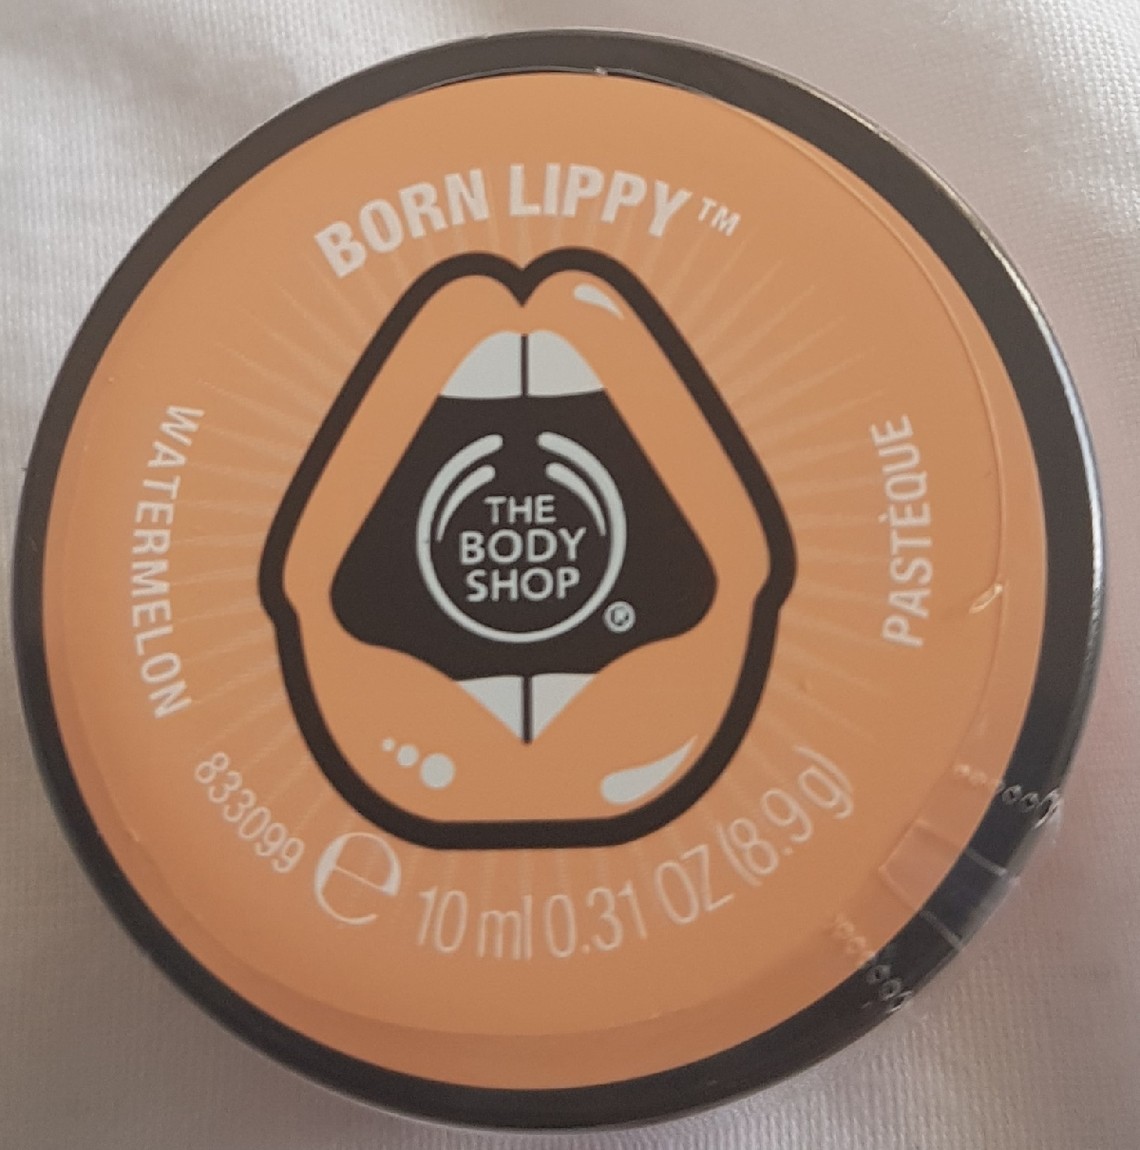 BORN LIPPY™
WATERMELON
THE
BODY
SHOP
®
PASTÈQUE
833099 e 10 ml 0.31 OZ (8.9 g)